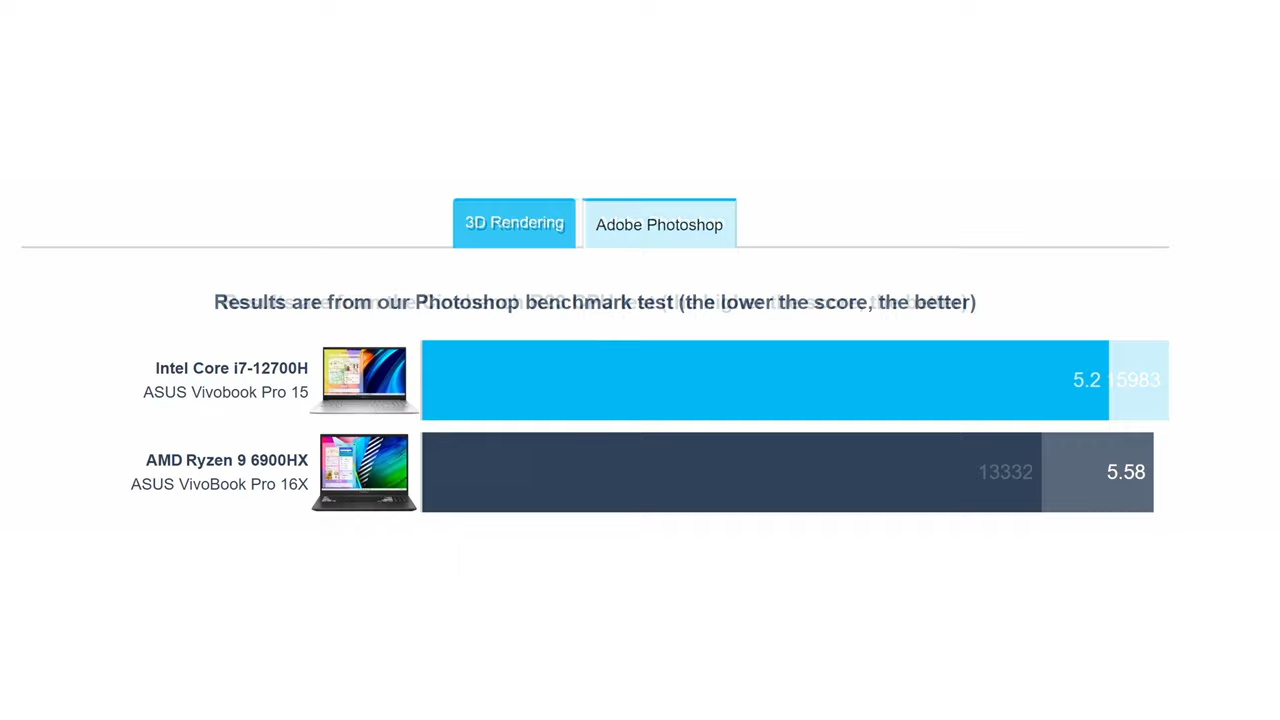 3D Rendering
Adobe Photoshop
Results are from our Photoshop benchmark test (the lower the score, the better)
Intel Core i7-12700H
ASUS Vivobook Pro 15
5.2
15983
AMD Ryzen 9 6900HX
ASUS VivoBook Pro 16X
13332
5.58